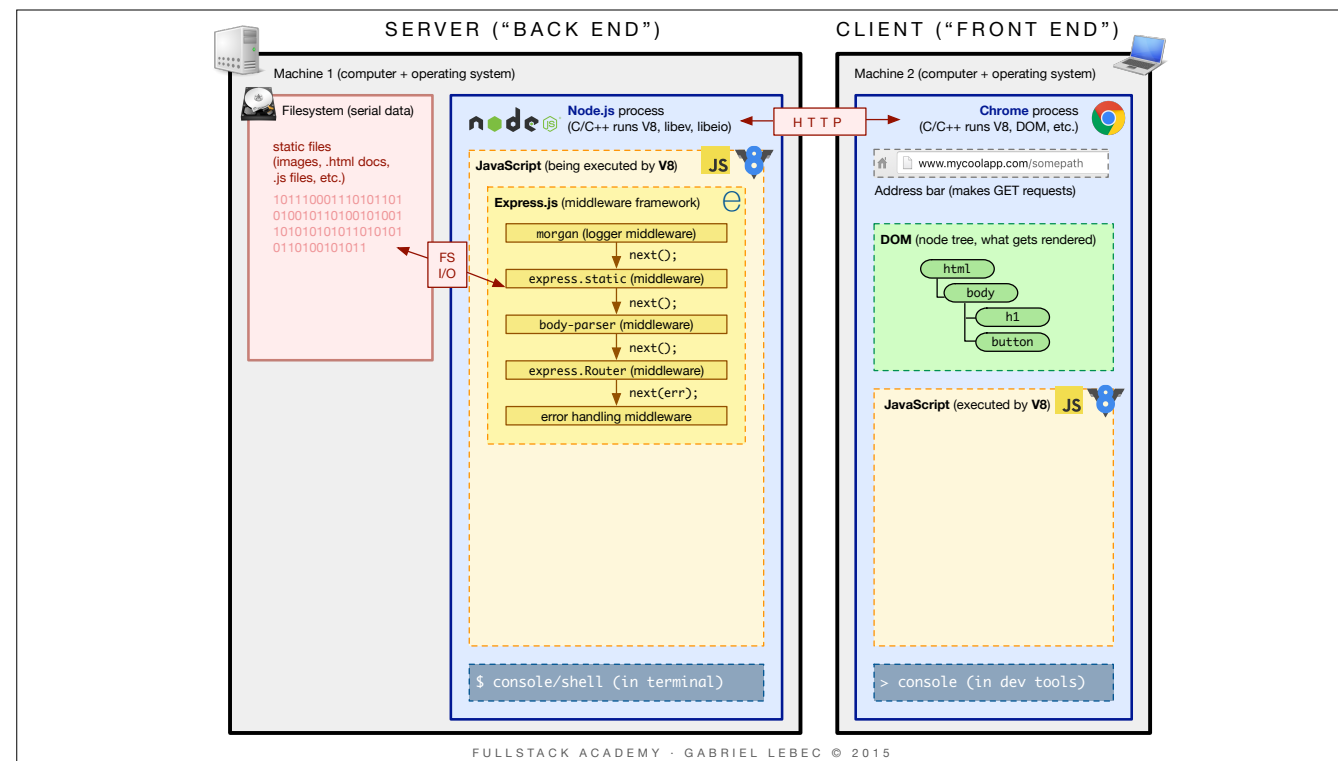 SERVER (“BACK END”)
Machine 1 (computer + operating system)
Filesystem (serial data)
static files
(images, .html docs,
.js files, etc.)
101110001110101101
010010110100101001
101010101011010101
0110100101011
FS
I/O
node
JS
Node.js process
(C/C++ runs V8, libev, libeio)
JavaScript (being executed by V8)
JS
8
Express.js (middleware framework)
e
morgan (logger middleware)
next();
express.static (middleware)
next();
body-parser (middleware)
next();
express.Router (middleware)
next(err);
error handling middleware
$ console/shell (in terminal)
HTTP
CLIENT (“FRONT END”)
Machine 2 (computer + operating system)
Chrome process
(C/C++ runs V8, DOM, etc.)
www.mycoolapp.com/somepath
Address bar (makes GET requests)
DOM (node tree, what gets rendered)
html
body
h1
button
JavaScript (executed by V8)
JS
8
> console (in dev tools)
FULLSTACK ACADEMY · GABRIEL LEBEC © 2015